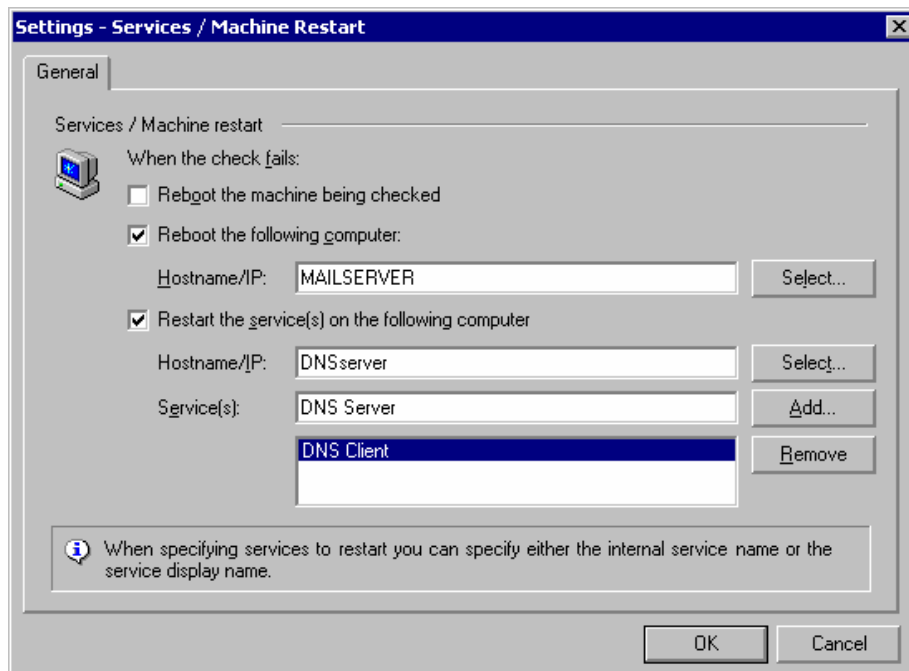 Settings - Services / Machine Restart
General
Services / Machine restart
When the check fails:
Reboot the machine being checked
Reboot the following computer:
Hostname/IP: MAILSERVER Select...
Restart the service(s) on the following computer
Hostname/IP: DNSserver Select...
Service(s): DNS Server Add...
DNS Client Remove
When specifying services to restart you can specify either the internal service name or the
service display name.
OK Cancel